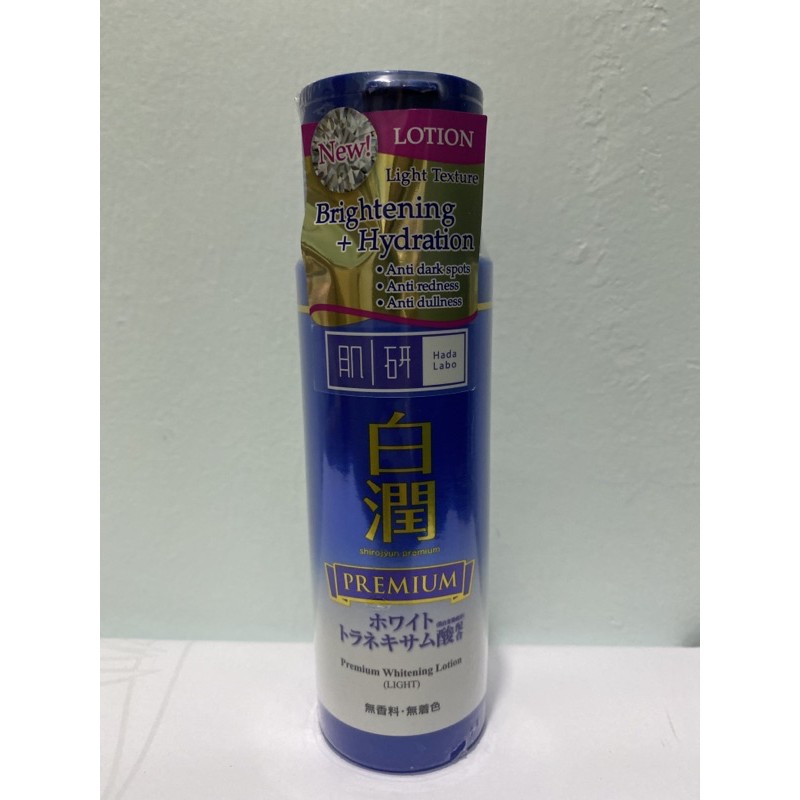 New!
LOTION
Light Texture
Brightening
+ Hydration
• Anti dark spots
• Anti redness
• Anti dullness
肌研
Hada
Labo
白潤
shirojyun premium
PREMIUM
ホワイト
トラネキサム酸配合
Premium Whitening Lotion
(LIGHT)
無香料・無着色